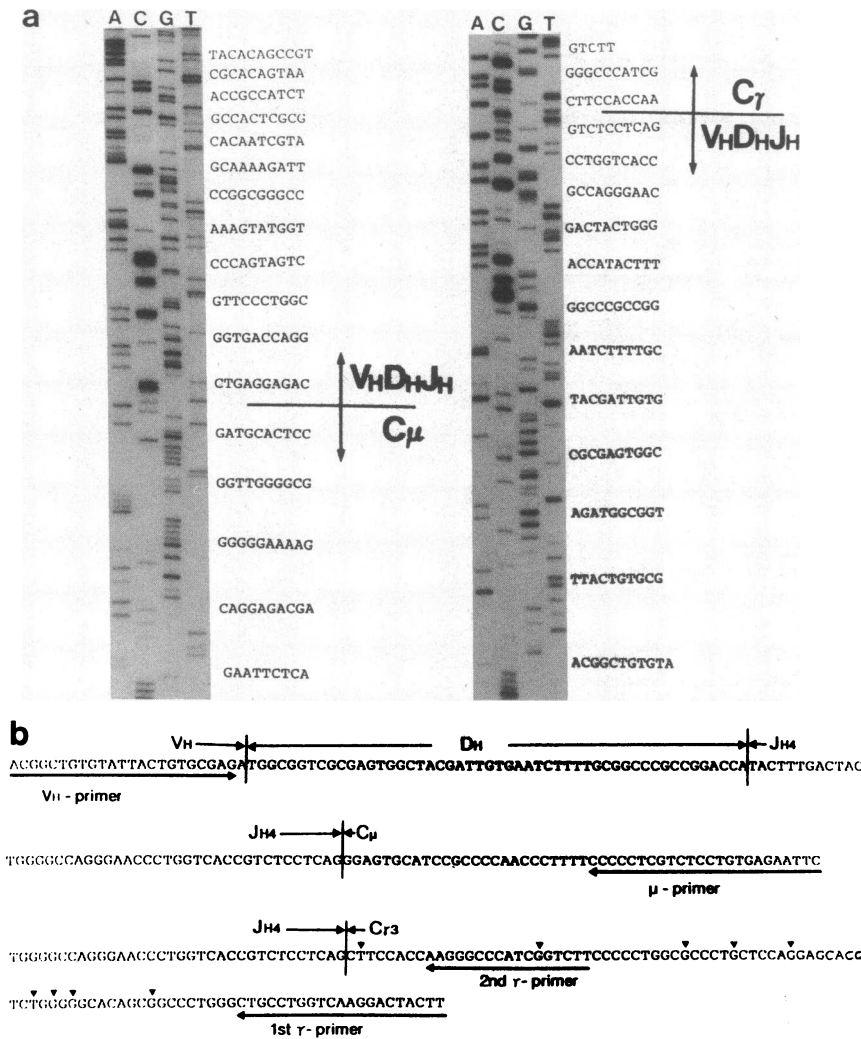 a
A C G T
TACACAGCCGT
CGCACAGTAA
ACCGCCATCT
GCCACTCGCG
CACAATCGTA
GCAAAAGATT
CCGGCGGGCC
AAAGTATGGT
CCCAGTAGTC
GTTCCCTGGC
GGTGACCAGG
CTGAGGAGAC
GATGCACTCC
GGTTGGGGCG
GGGGGAAAAG
CAGGAGACGA
GAATTCTCA
VHDHJH
Cμ
A C G T
GTCTT
GGGCCCATCG
CTTCCACCAA
GTCTCCTCAG
CCTGGTCACC
GCCAGGGAAC
GACTACTGGG
ACCATACTTT
GGCCCGCCGG
AATCTTTTGC
TACGATTGTG
CGCGAGTGGC
AGATGGCGGT
TTACTGTGCG
ACGGCTGTGTA
Cγ
VHDHJH
b
VH DH JH4
ACGGCTGTGTATTACTGTGCGAGATGGCGGTCGCGAGTGGCTACGATTGTGAATCTTTTGCGGCCCGCCGGACCATACTTTGACTAC
VH - primer
JH4 Cμ
TGGGGCCAGGGAACCCTGGTCACCGTCTCCTCAGGGAGTGCATCCGCCCCAACCCTTTTCCCCCTCGTCTCCTGTGAGAATTC
μ - primer
JH4 Cγ3
TGGGGCCAGGGAACCCTGGTCACCGTCTCCTCAGCTTCCACCAAGGGCCCATCGGTCTTCCCCCTGGCGCCCTGCTCCAGGAGCACC
2nd γ-primer
TCTGGGGGCACAGCGGCCCTGGGCTGCCTGGTCAAGGACTACTT
1st γ-primer